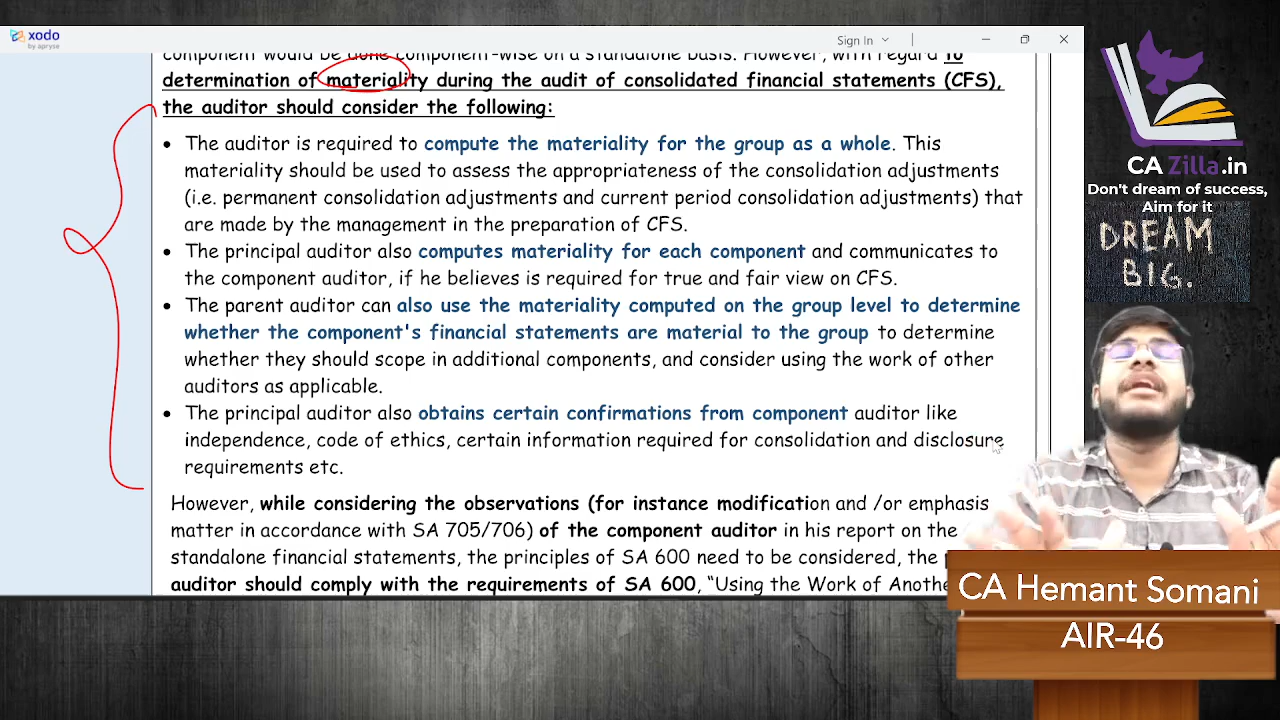 xodo
by apryse
Sign In
component would be done component-wise on a standalone basis. However, with regard to
determination of materiality during the audit of consolidated financial statements (CFS),
the auditor should consider the following:
• The auditor is required to compute the materiality for the group as a whole. This
materiality should be used to assess the appropriateness of the consolidation adjustments
(i.e. permanent consolidation adjustments and current period consolidation adjustments) that
are made by the management in the preparation of CFS.
• The principal auditor also computes materiality for each component and communicates to
the component auditor, if he believes is required for true and fair view on CFS.
• The parent auditor can also use the materiality computed on the group level to determine
whether the component's financial statements are material to the group to determine
whether they should scope in additional components, and consider using the work of other
auditors as applicable.
• The principal auditor also obtains certain confirmations from component auditor like
independence, code of ethics, certain information required for consolidation and disclosure
requirements etc.
However, while considering the observations (for instance modification and /or emphasis
matter in accordance with SA 705/706) of the component auditor in his report on the
standalone financial statements, the principles of SA 600 need to be considered, the
auditor should comply with the requirements of SA 600, “Using the Work of
CA Zilla.in
Don't dream of success,
Aim for it
DREAM
BIG.
CA Hemant Somani
AIR-46